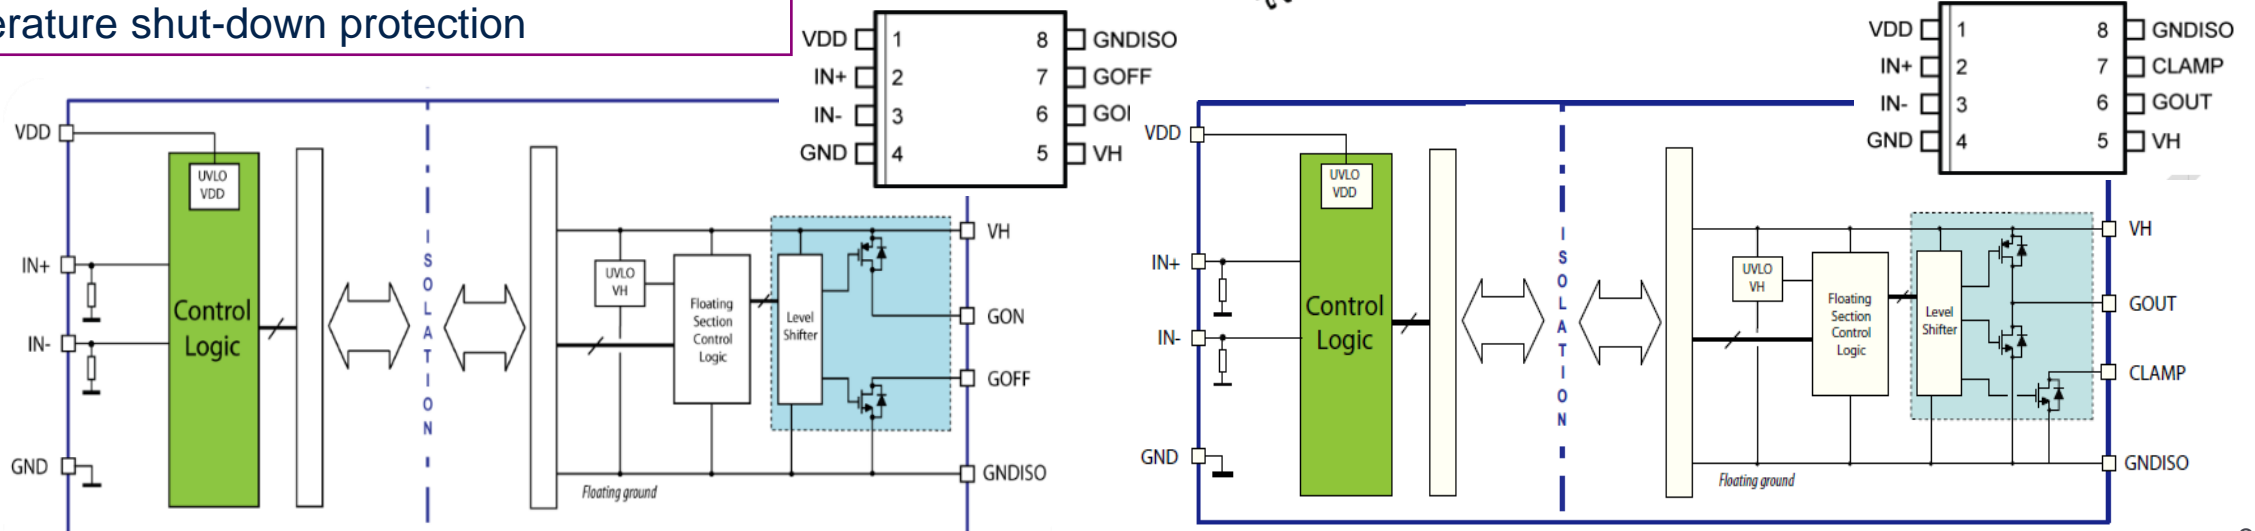 erature shut-down protection
VDD 1 8 GNDISO
IN+ 2 7 GOFF
IN- 3 6 GOI
GND 4 5 VH
VDD
UVLO
VDD
IN+
Control
Logic
IN-
GND
ISOLATION
UVLO
VH
Floating
Section
Control
Logic
Level
Shifter
VH
GON
GOFF
GNDISO
Floating ground
VDD 1 8 GNDISO
IN+ 2 7 CLAMP
IN- 3 6 GOUT
GND 4 5 VH
VDD
UVLO
VDD
IN+
Control
Logic
IN-
GND
ISOLATION
UVLO
VH
Floating
Section
Control
Logic
Level
Shifter
VH
GOUT
CLAMP
GNDISO
Floating ground